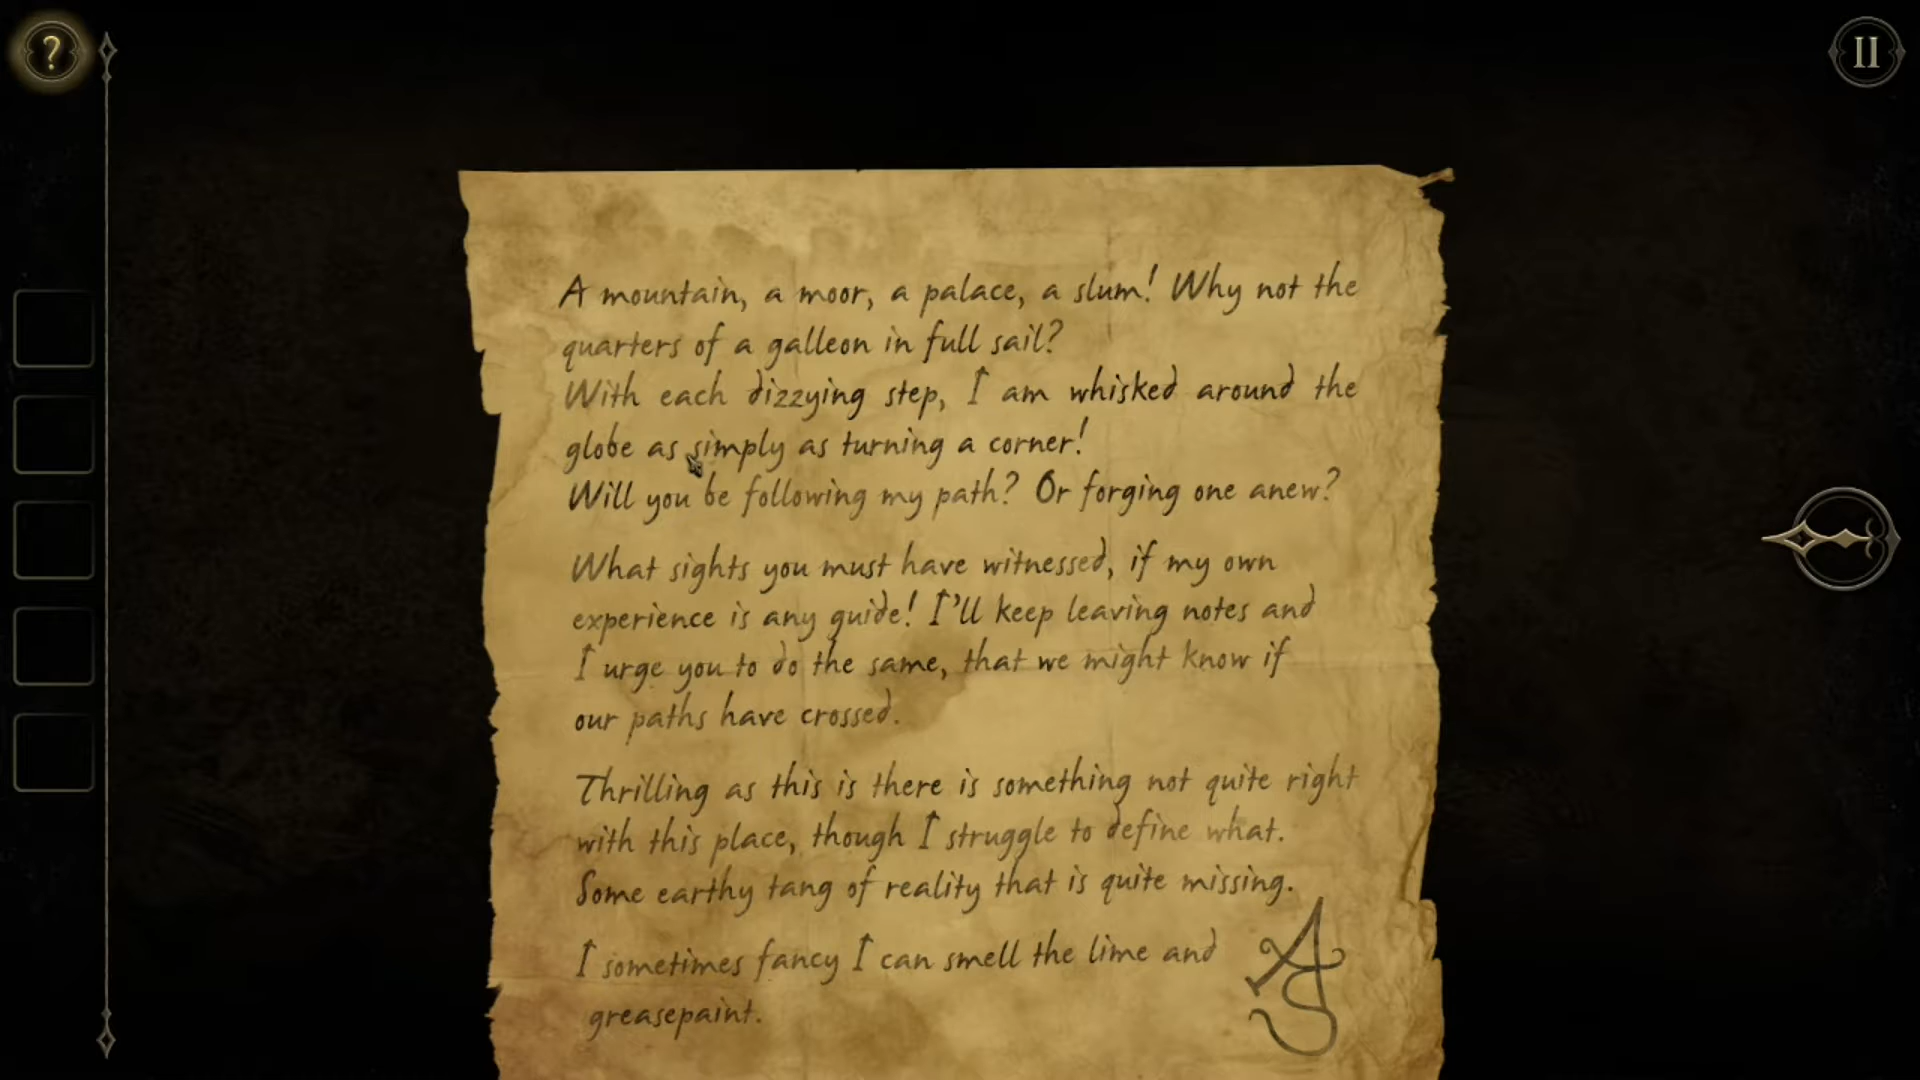 ?
II
A mountain, a moor, a palace, a slum! Why not the
quarters of a galleon in full sail?
With each dizzying step, I am whisked around the
globe as simply as turning a corner!
Will you be following my path? Or forging one anew?
What sights you must have witnessed, if my own
experience is any guide! I'll keep leaving notes and
I urge you to do the same, that we might know if
our paths have crossed.
Thrilling as this is there is something not quite right
with this place, though I struggle to define what.
Some earthy tang of reality that is quite missing.
I sometimes fancy I can smell the lime and
greasepaint.
AS